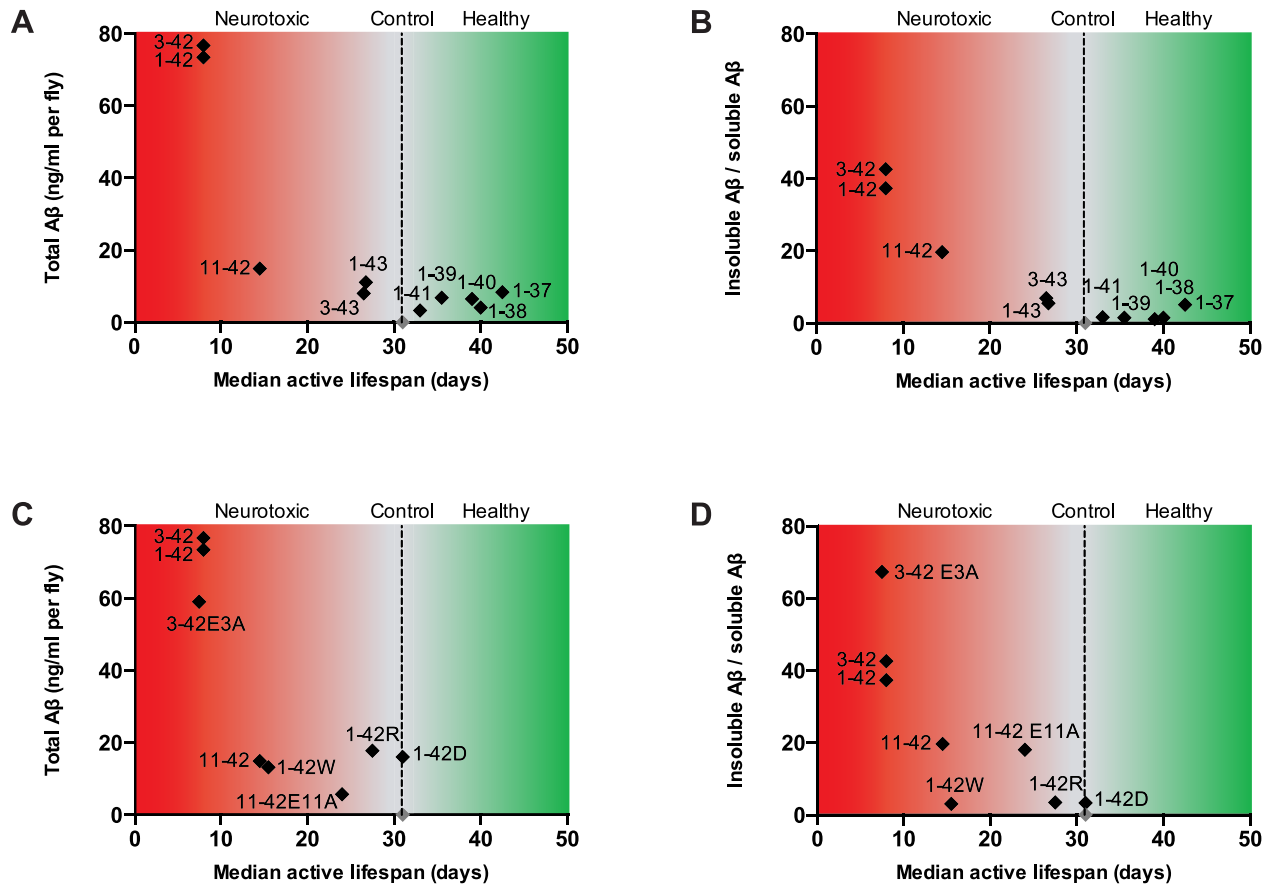 A
Neurotoxic Control Healthy
Total Aβ (ng/ml per fly)
80
60
40
20
0
3-42
1-42
11-42
1-43
3-43
1-39
1-41
1-40
1-37
1-38
0 10 20 30 40 50
Median active lifespan (days)
B
Neurotoxic Control Healthy
Insoluble Aβ / soluble Aβ
80
60
40
20
0
3-42
1-42
11-42
3-43
1-43
1-41
1-39
1-40
1-38
1-37
0 10 20 30 40 50
Median active lifespan (days)
C
Neurotoxic Control Healthy
Total Aβ (ng/ml per fly)
80
60
40
20
0
3-42
1-42
3-42E3A
11-42
1-42W
1-42R
1-42D
11-42E11A
0 10 20 30 40 50
Median active lifespan (days)
D
Neurotoxic Control Healthy
Insoluble Aβ / soluble Aβ
80
60
40
20
0
3-42 E3A
3-42
1-42
11-42
11-42 E11A
1-42W
1-42R
1-42D
0 10 20 30 40 50
Median active lifespan (days)